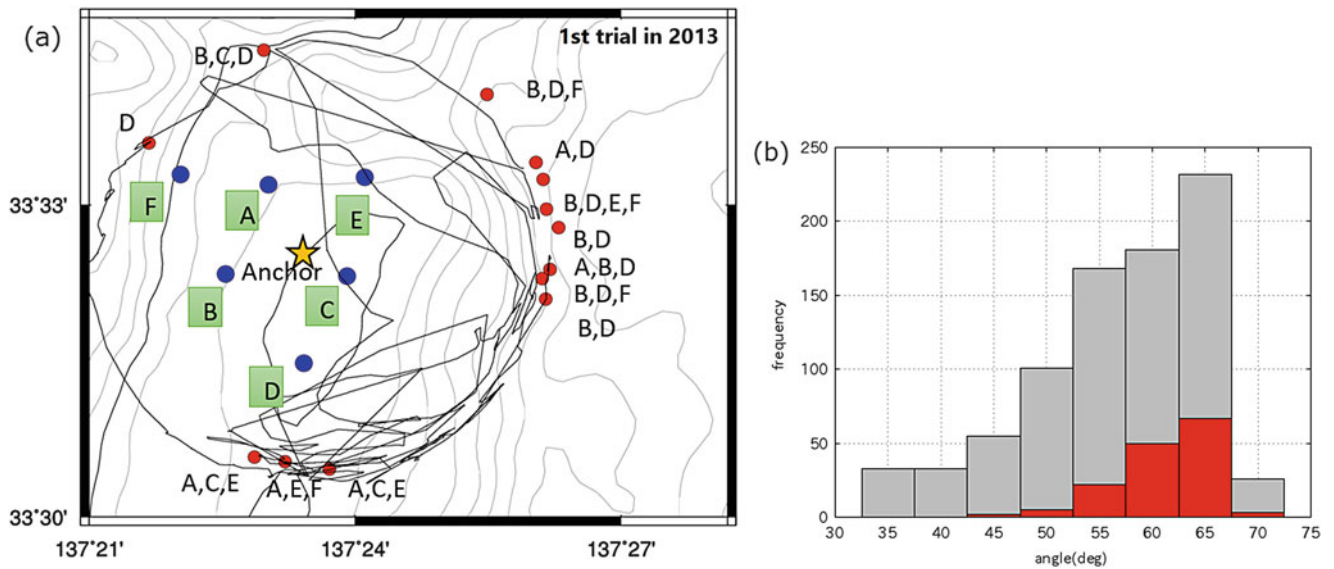 (a)
1st trial in 2013
B,C,D
B,D,F
D
A,D
F
A
E
B,D,E,F
B,D
Anchor
A,B,D
B
C
B,D,F
B,D
D
A,C,E
A,E,F
A,C,E
33°33'
33°30'
137°21'
137°24'
137°27'
(b)
250
200
150
100
50
0
frequency
30
35
40
45
50
55
60
65
70
75
angle(deg)